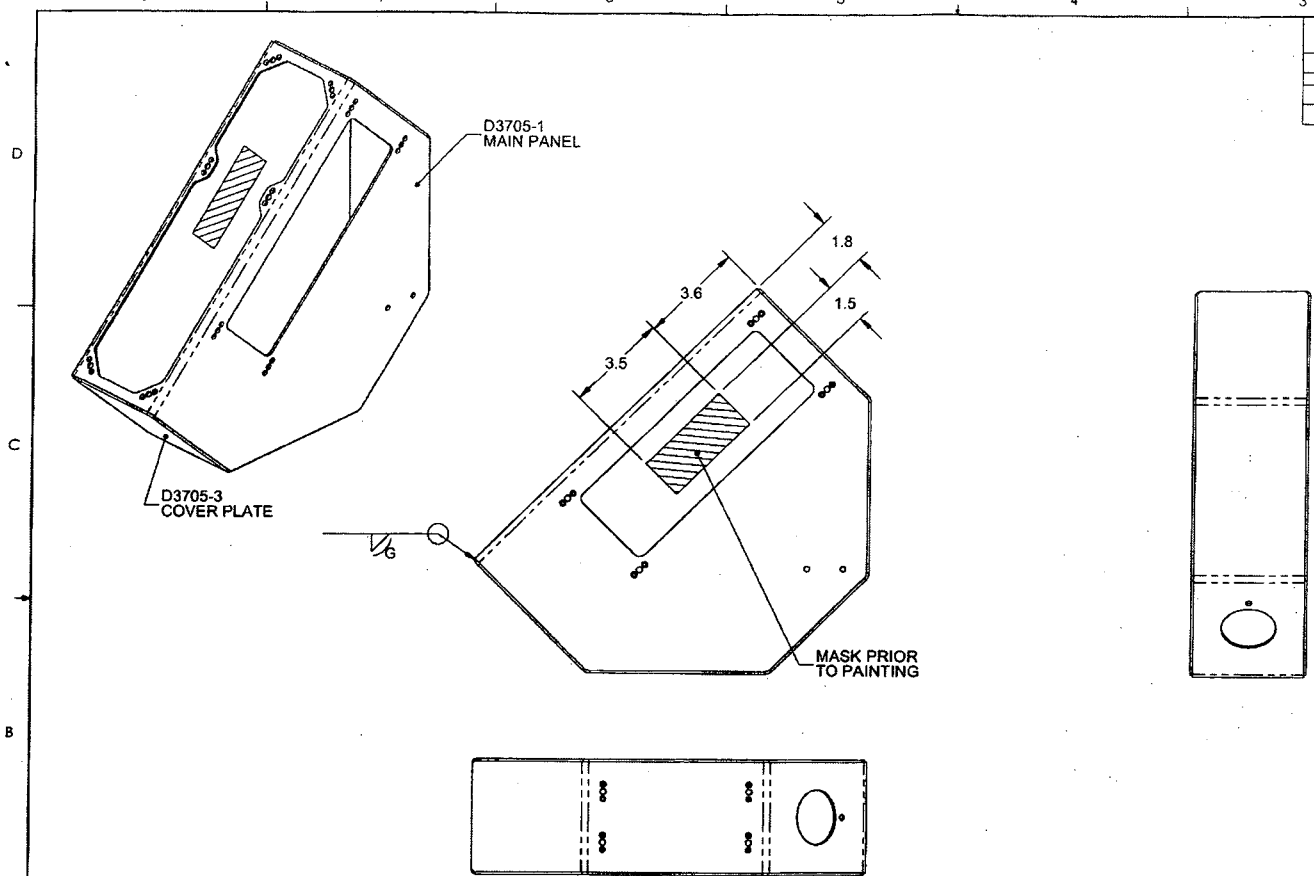 D3705-1
MAIN PANEL
D
1.8
3.6
1.5
3.5
C
D3705-3
COVER PLATE
G
MASK PRIOR
TO PAINTING
B